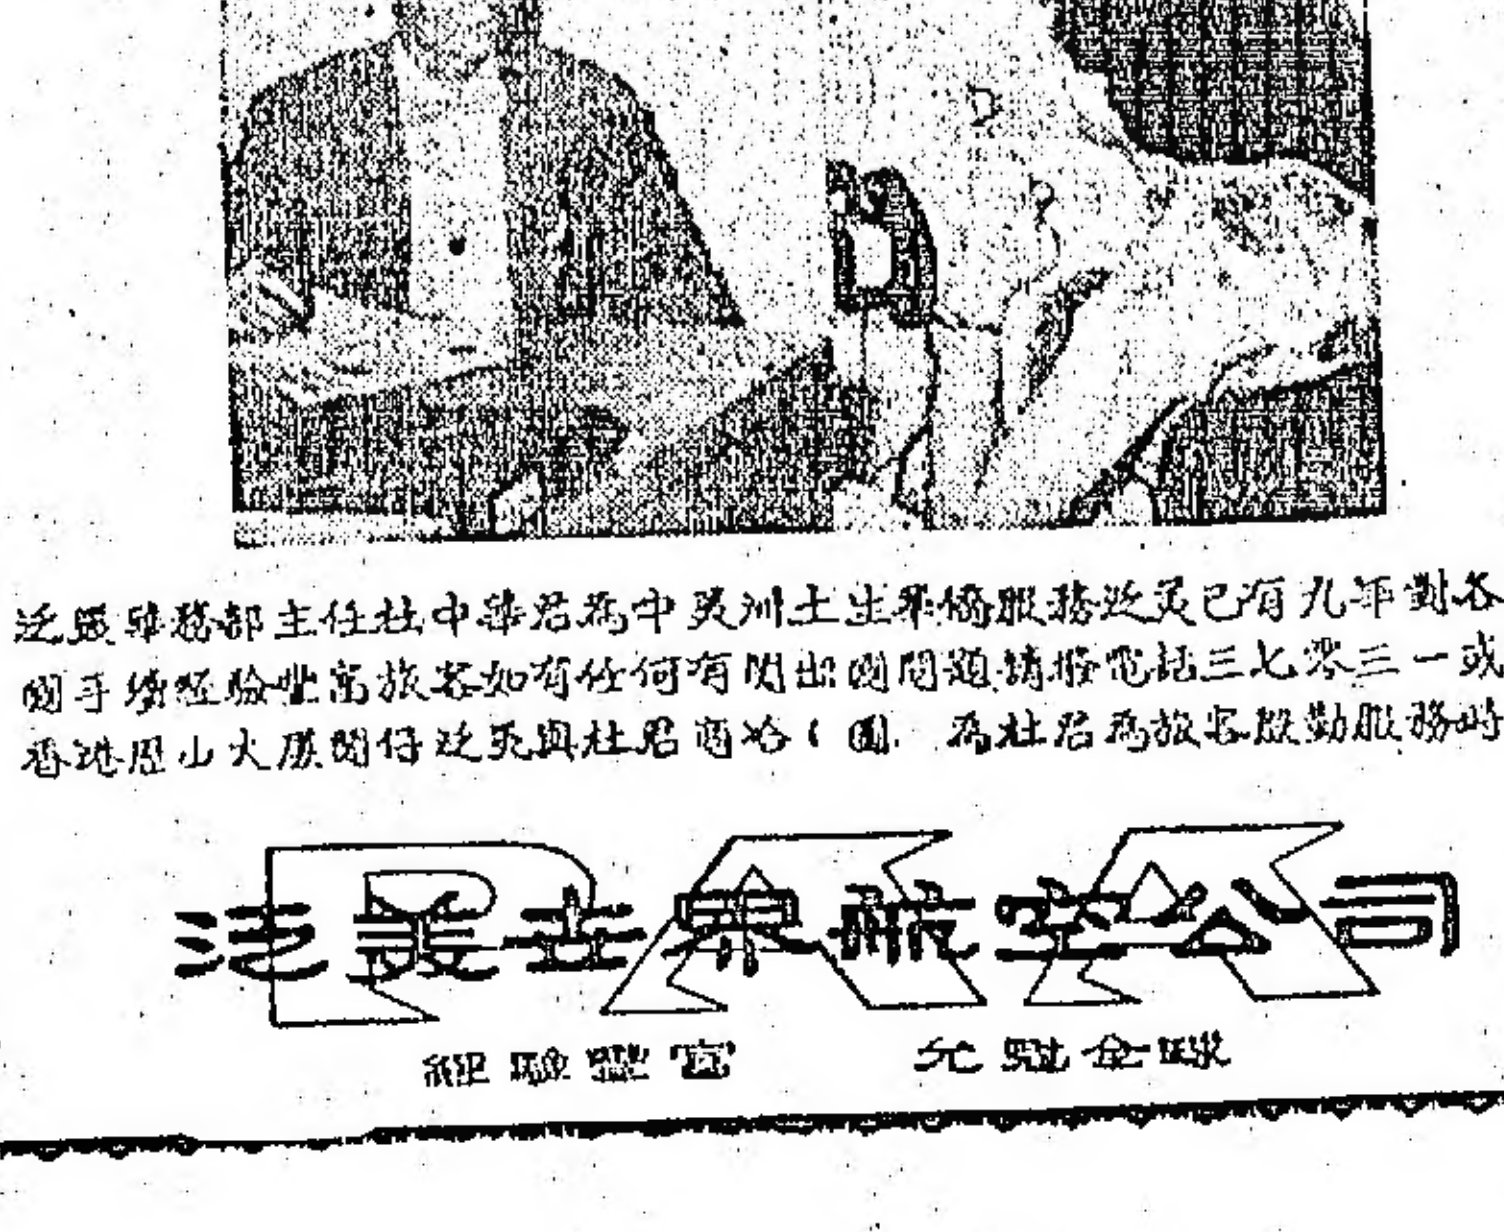 泛美業務部主任杜中華君為中美洲土生華僑服務泛美已有九年對各
國手續經驗豐富旅客如有任何有關出國問題請撥電話三七零三一或
香港歷山大廈閣仔泛美與杜君商洽(圖 為杜君為旅客殷勤服務時
PAA
泛美世界航空公司
經驗豐富 允冠全球